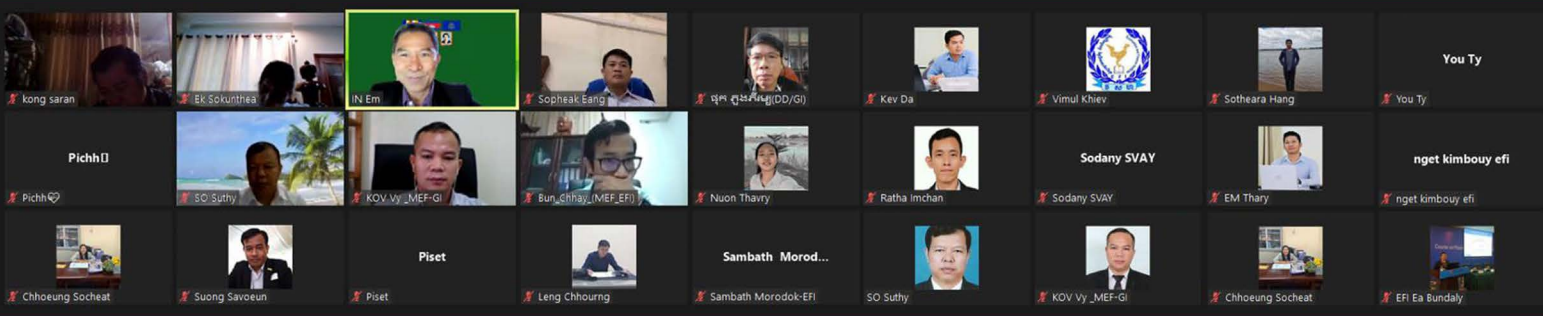 kong saran
Ek Sokunthea
IN Em
Sopheak Eang
(DD/GI)
Kev Da
Vimul Khiev
Sotheara Hang
You Ty
You Ty
Pichh
Pichh
SO Suthy
KOV Vy _MEF-GI
Bun_Chhay_(MEF_EFI)
Nuon Thavry
Ratha Imchan
Sodany SVAY
Sodany SVAY
EM Thary
nget kimbouy efi
nget kimbouy efi
Chhoeung Socheat
Suong Savoeun
Piset
Piset
Leng Chhourng
Sambath Morod...
Sambath Morodok-EFI
SO Suthy
KOV Vy _MEF-GI
Chhoeung Socheat
EFI Ea Bundaly